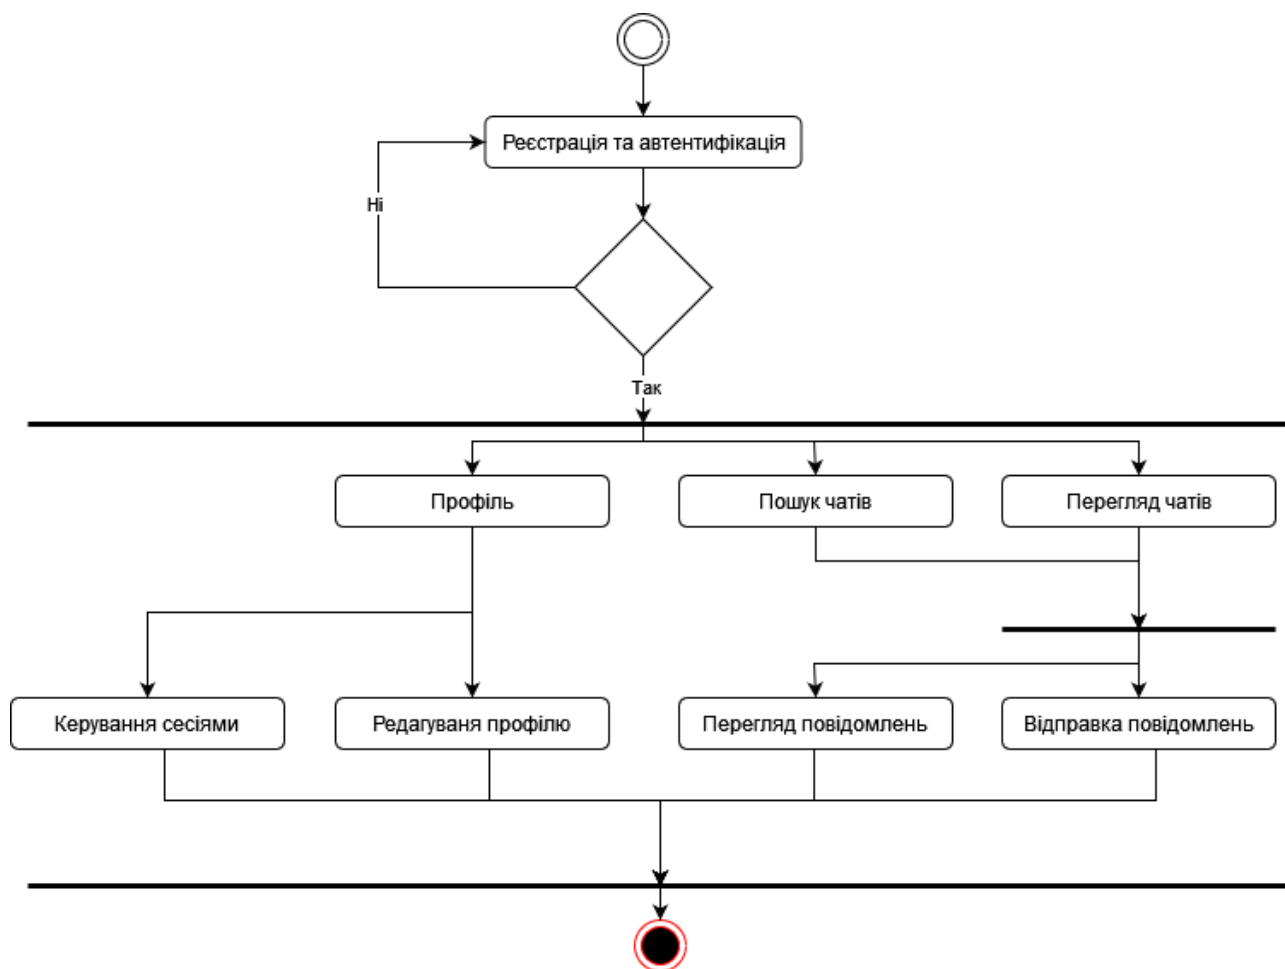 Реєстрація та автентифікація
Ні
Так
Профіль
Пошук чатів
Перегляд чатів
Керування сесіями
Редагуваня профілю
Перегляд повідомлень
Відправка повідомлень